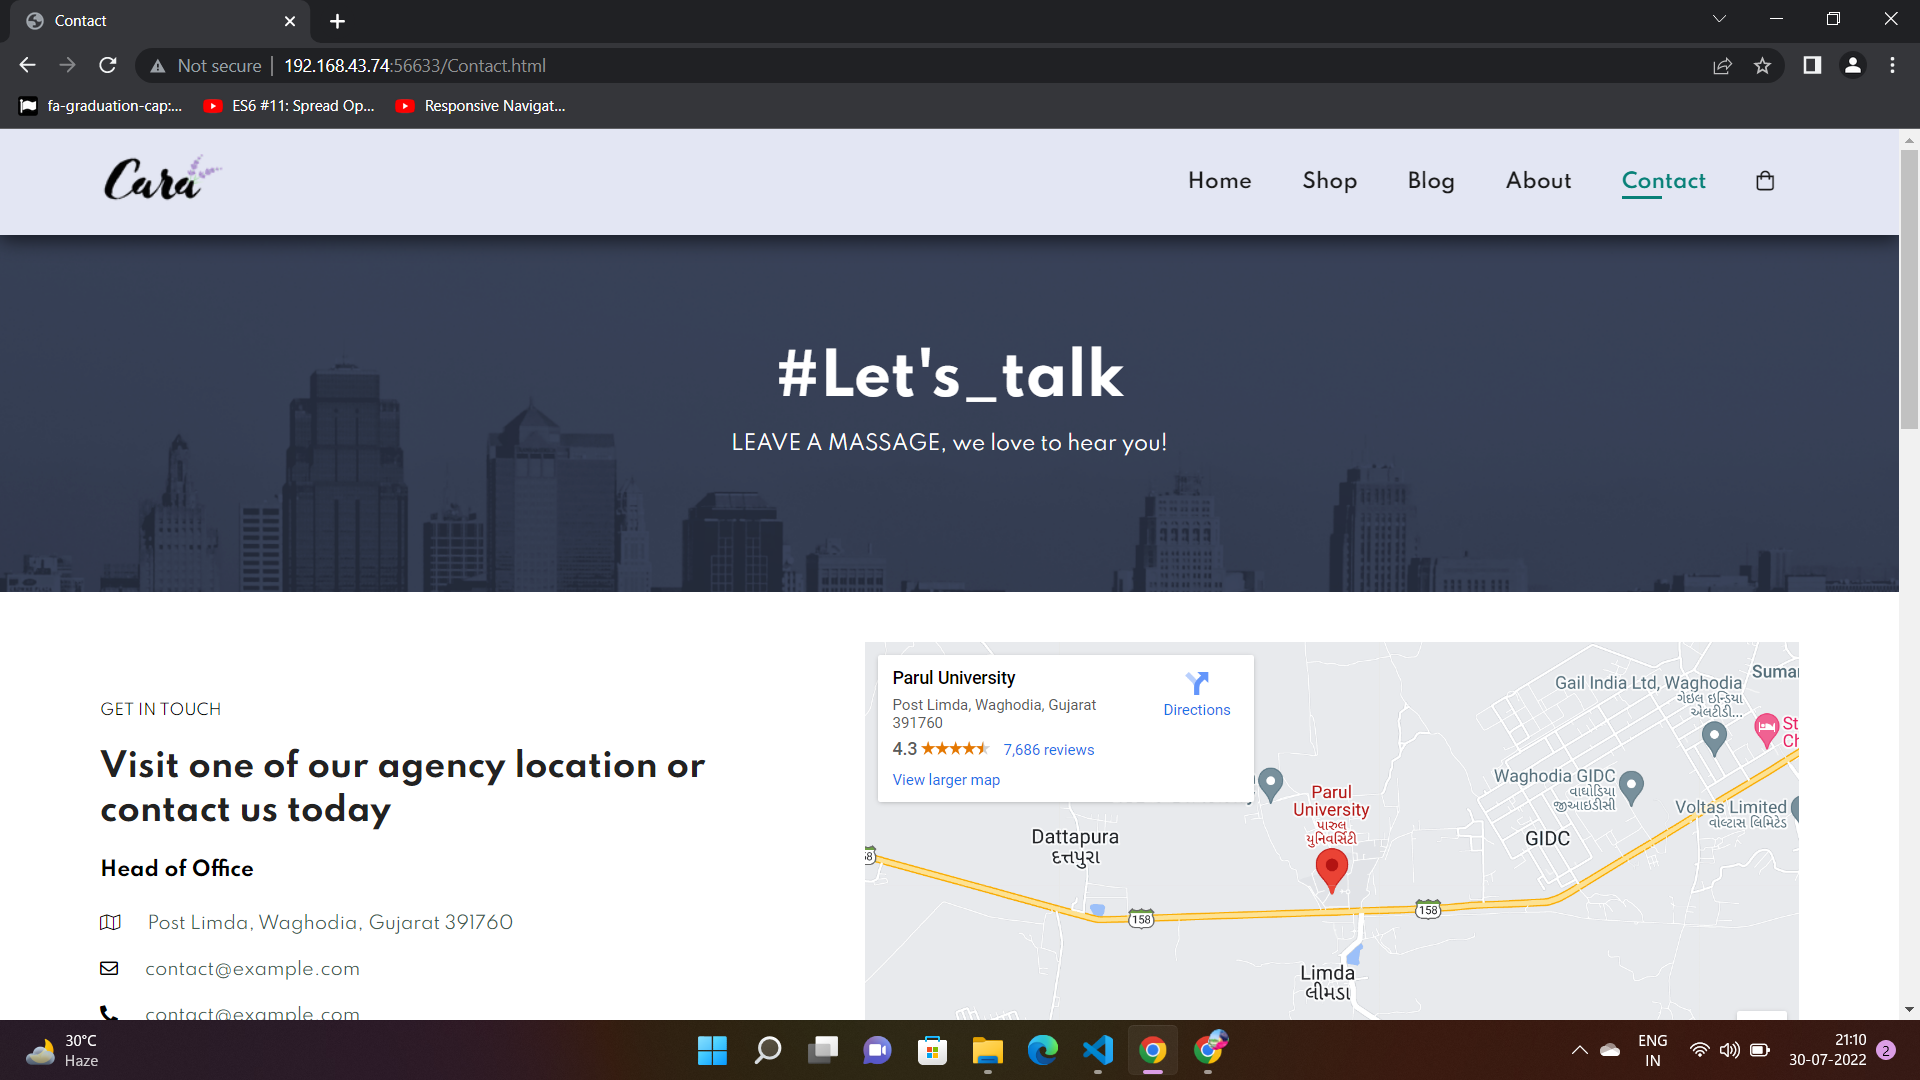 Contact
Not secure
192.168.43.74:56633/Contact.html
fa-graduation-cap:...
ES6 #11: Spread Op...
Responsive Navigat...
Cara
Home
Shop
Blog
About
Contact
#Let's_talk
LEAVE A MASSAGE, we love to hear you!
GET IN TOUCH
Visit one of our agency location or
contact us today
Head of Office
Post Limda, Waghodia, Gujarat 391760
contact@example.com
contact@example.com
Parul University
Post Limda, Waghodia, Gujarat
391760
Directions
4.3
7,686 reviews
View larger map
Gail India Ltd, Waghodia
ગેઇલ ઇન્ડિયા
એલટીડી...
Suma
St
Ch
Waghodia GIDC
વાઘોડિયા
જીઆઇડીસી
Voltas Limited
વોલ્ટાસ લિમિટેડ
Parul
University
પારુલ
યુનિવર્સિટી
Dattapura
દત્તપુરા
GIDC
158
158
Limda
લીમડા
30°C
Haze
ENG
IN
21:10
30-07-2022
2